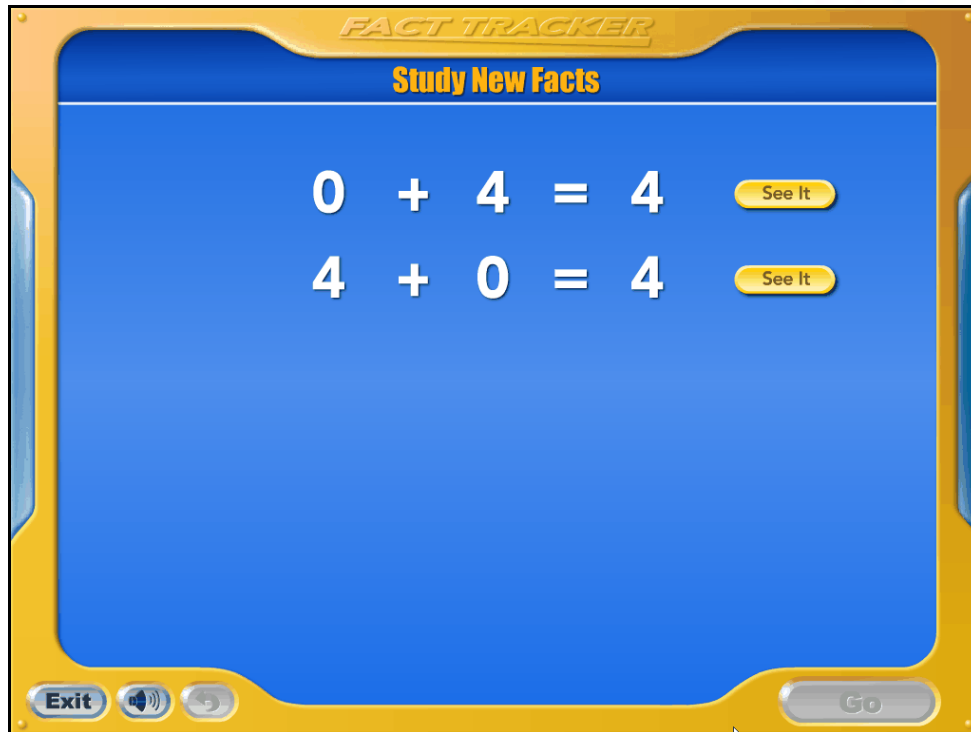 FACT TRACKER
Study New Facts
0 + 4 = 4 See It
4 + 0 = 4 See It
Exit Go